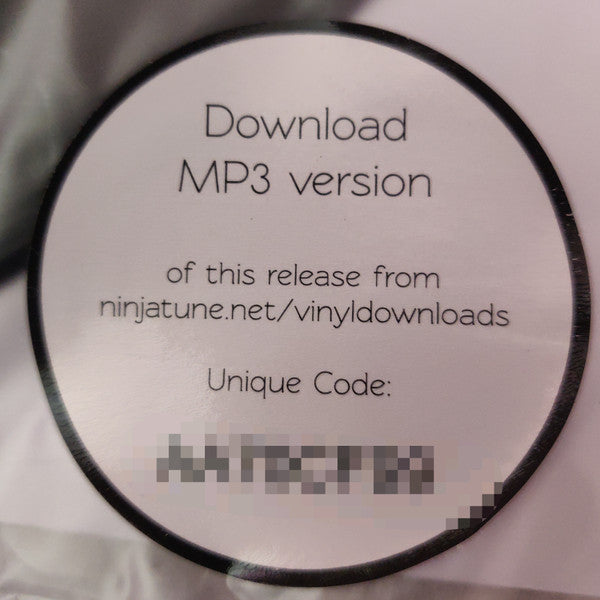 Download
MP3 version
of this release from
ninjatune.net/vinyldownloads
Unique Code: